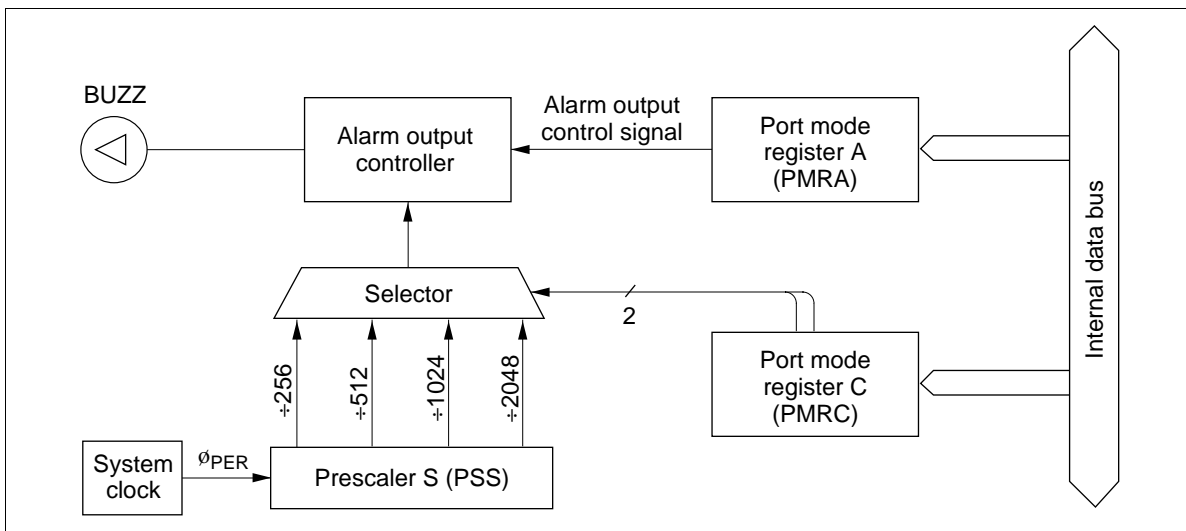 BUZZ
Alarm output
controller
Alarm output
control signal
Port mode
register A
(PMRA)
Internal data bus
Selector
2
Port mode
register C
(PMRC)
÷256
÷512
÷1024
÷2048
System
clock
øPER
Prescaler S (PSS)